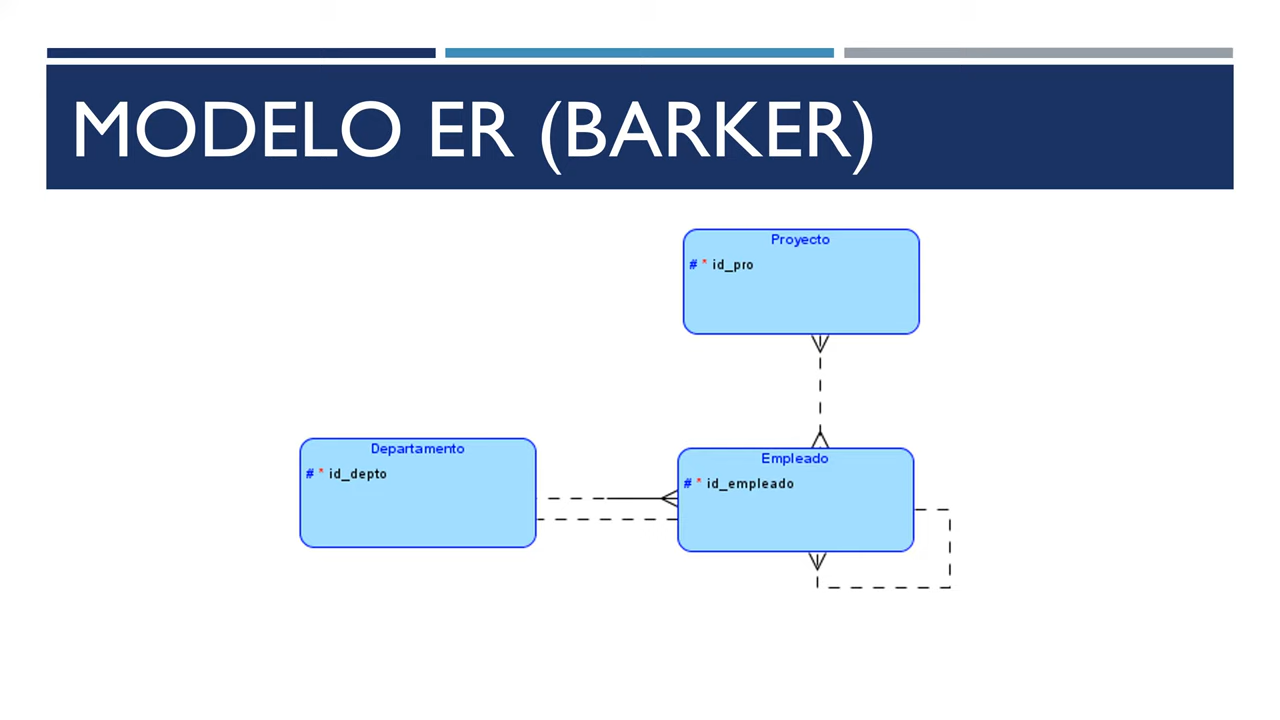 MODELO ER (BARKER)
Proyecto
# * id_pro
Departamento
# * id_depto
Empleado
# * id_empleado